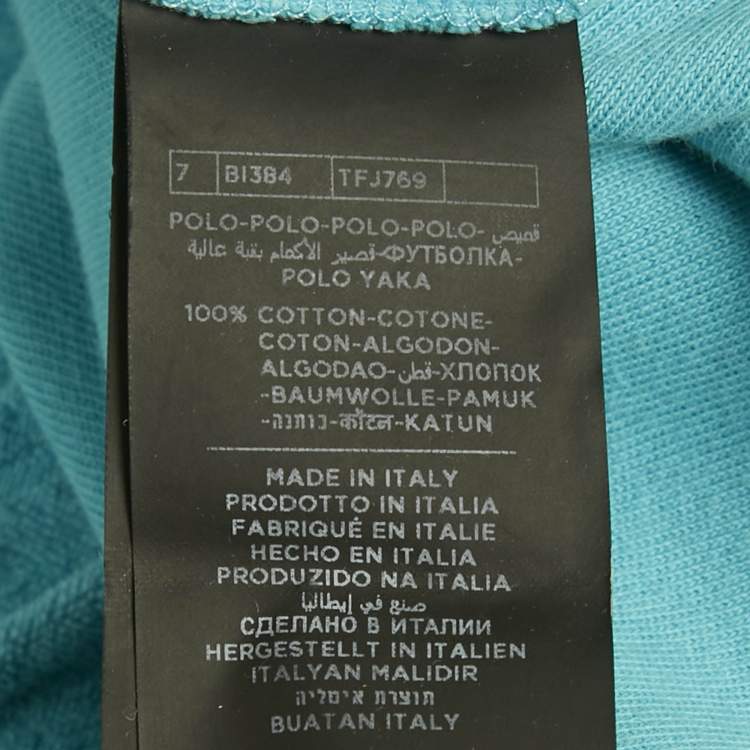 7 BI384 TFJ769
POLO-POLO-POLO-POLO- قميص
قصير الأكمام بقبة عالية-ФУТБОЛКА-
POLO YAKA
100% COTTON-COTONE-
COTON-ALGODON-
ALGODAO-قطن-ХЛОПОК
-BAUMWOLLE-PAMUK
-כותנה-कॉटन-KATUN
MADE IN ITALY
PRODOTTO IN ITALIA
FABRIQUÉ EN ITALIE
HECHO EN ITALIA
PRODUZIDO NA ITALIA
صنع في إيطاليا
СДЕЛАНО В ИТАЛИИ
HERGESTELLT IN ITALIEN
ITALYAN MALIDIR
תוצרת איטליה
BUATAN ITALY